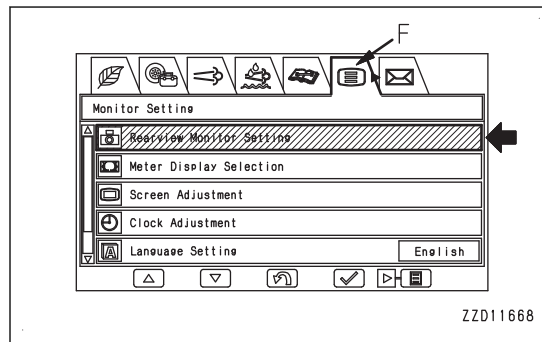 F
Monitor Setting
Rearview Monitor Setting
Meter Display Selection
Screen Adjustment
Clock Adjustment
Language Setting English
ZZD11668